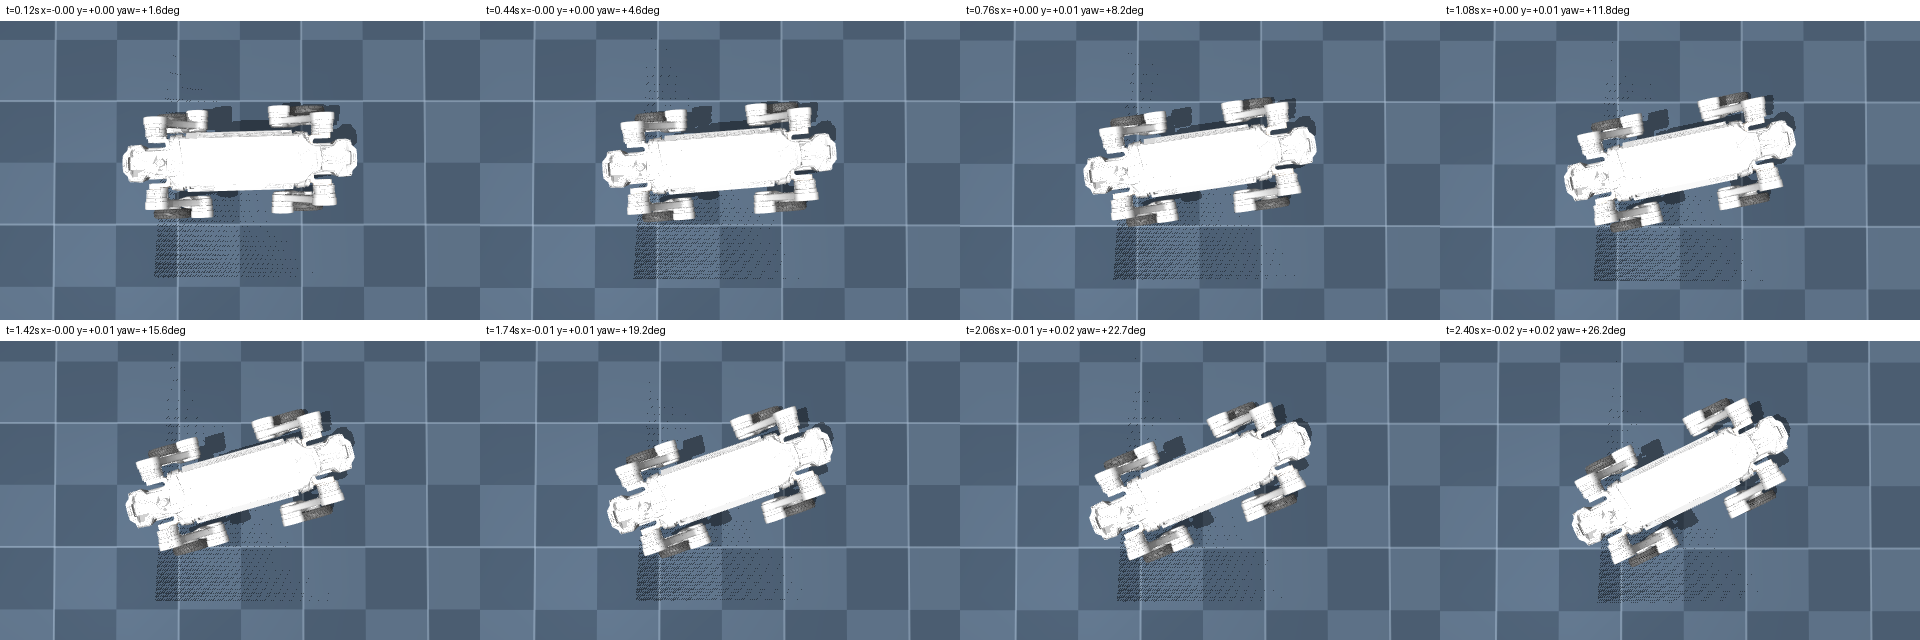 t=0.12s x=-0.00 y=+0.00 yaw=+1.6deg
t=0.44s x=-0.00 y=+0.00 yaw=+4.6deg
t=0.76s x=+0.00 y=+0.01 yaw=+8.2deg
t=1.08s x=+0.00 y=+0.01 yaw=+11.8deg
t=1.42s x=-0.00 y=+0.01 yaw=+15.6deg
t=1.74s x=-0.01 y=+0.01 yaw=+19.2deg
t=2.06s x=-0.01 y=+0.02 yaw=+22.7deg
t=2.40s x=-0.02 y=+0.02 yaw=+26.2deg